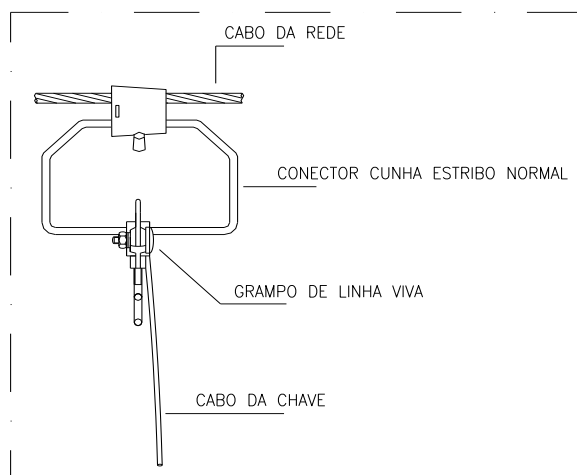 CABO DA REDE
CONECTOR CUNHA ESTRIBO NORMAL
GRAMPO DE LINHA VIVA
CABO DA CHAVE